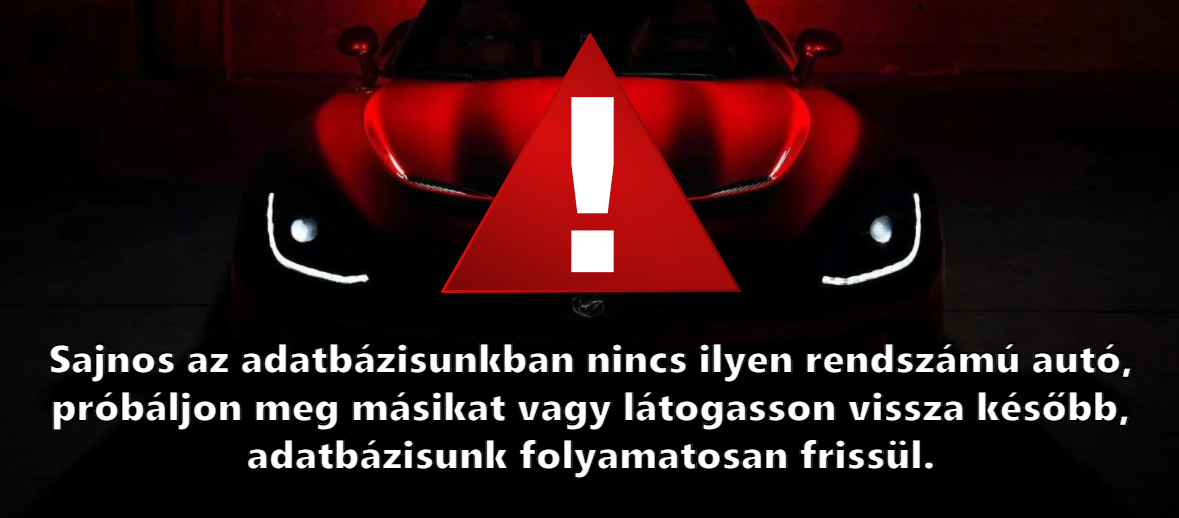 !
Sajnos az adatbázisunkban nincs ilyen rendszámú autó,
próbáljon meg másikat vagy látogasson vissza később,
adatbázisunk folyamatosan frissül.